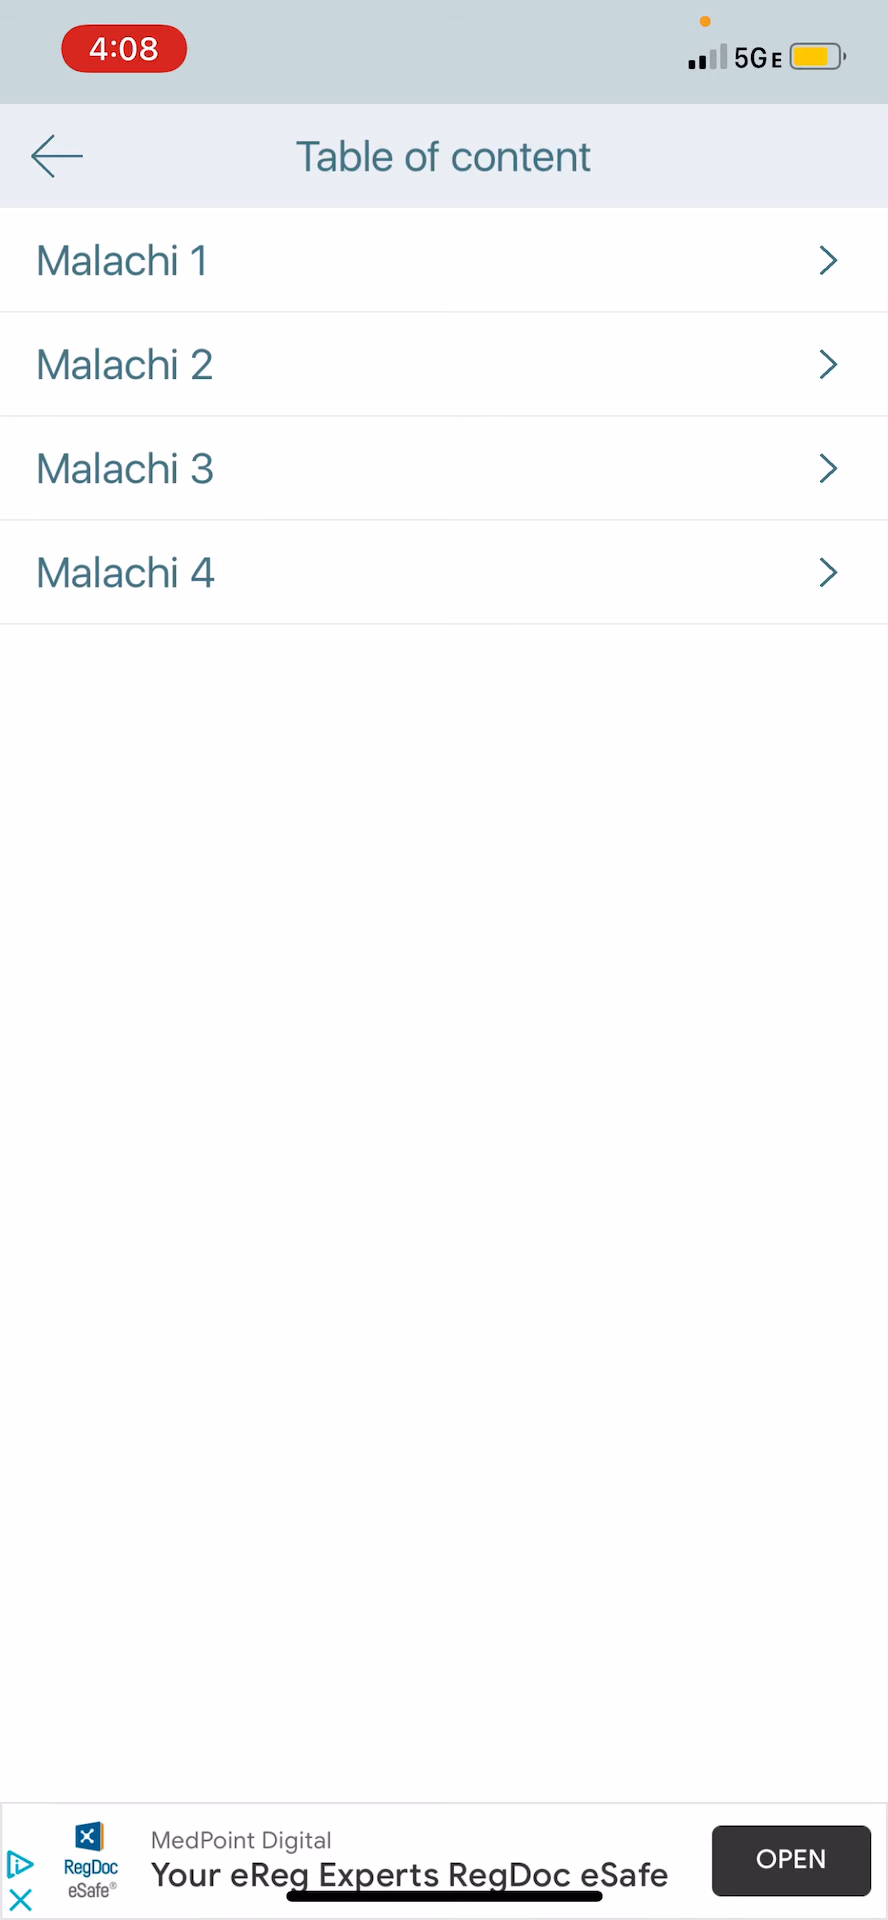 4:08
5GE
Table of content
Malachi 1
Malachi 2
Malachi 3
Malachi 4
RegDoc
eSafe®
MedPoint Digital
Your eReg Experts RegDoc eSafe
OPEN